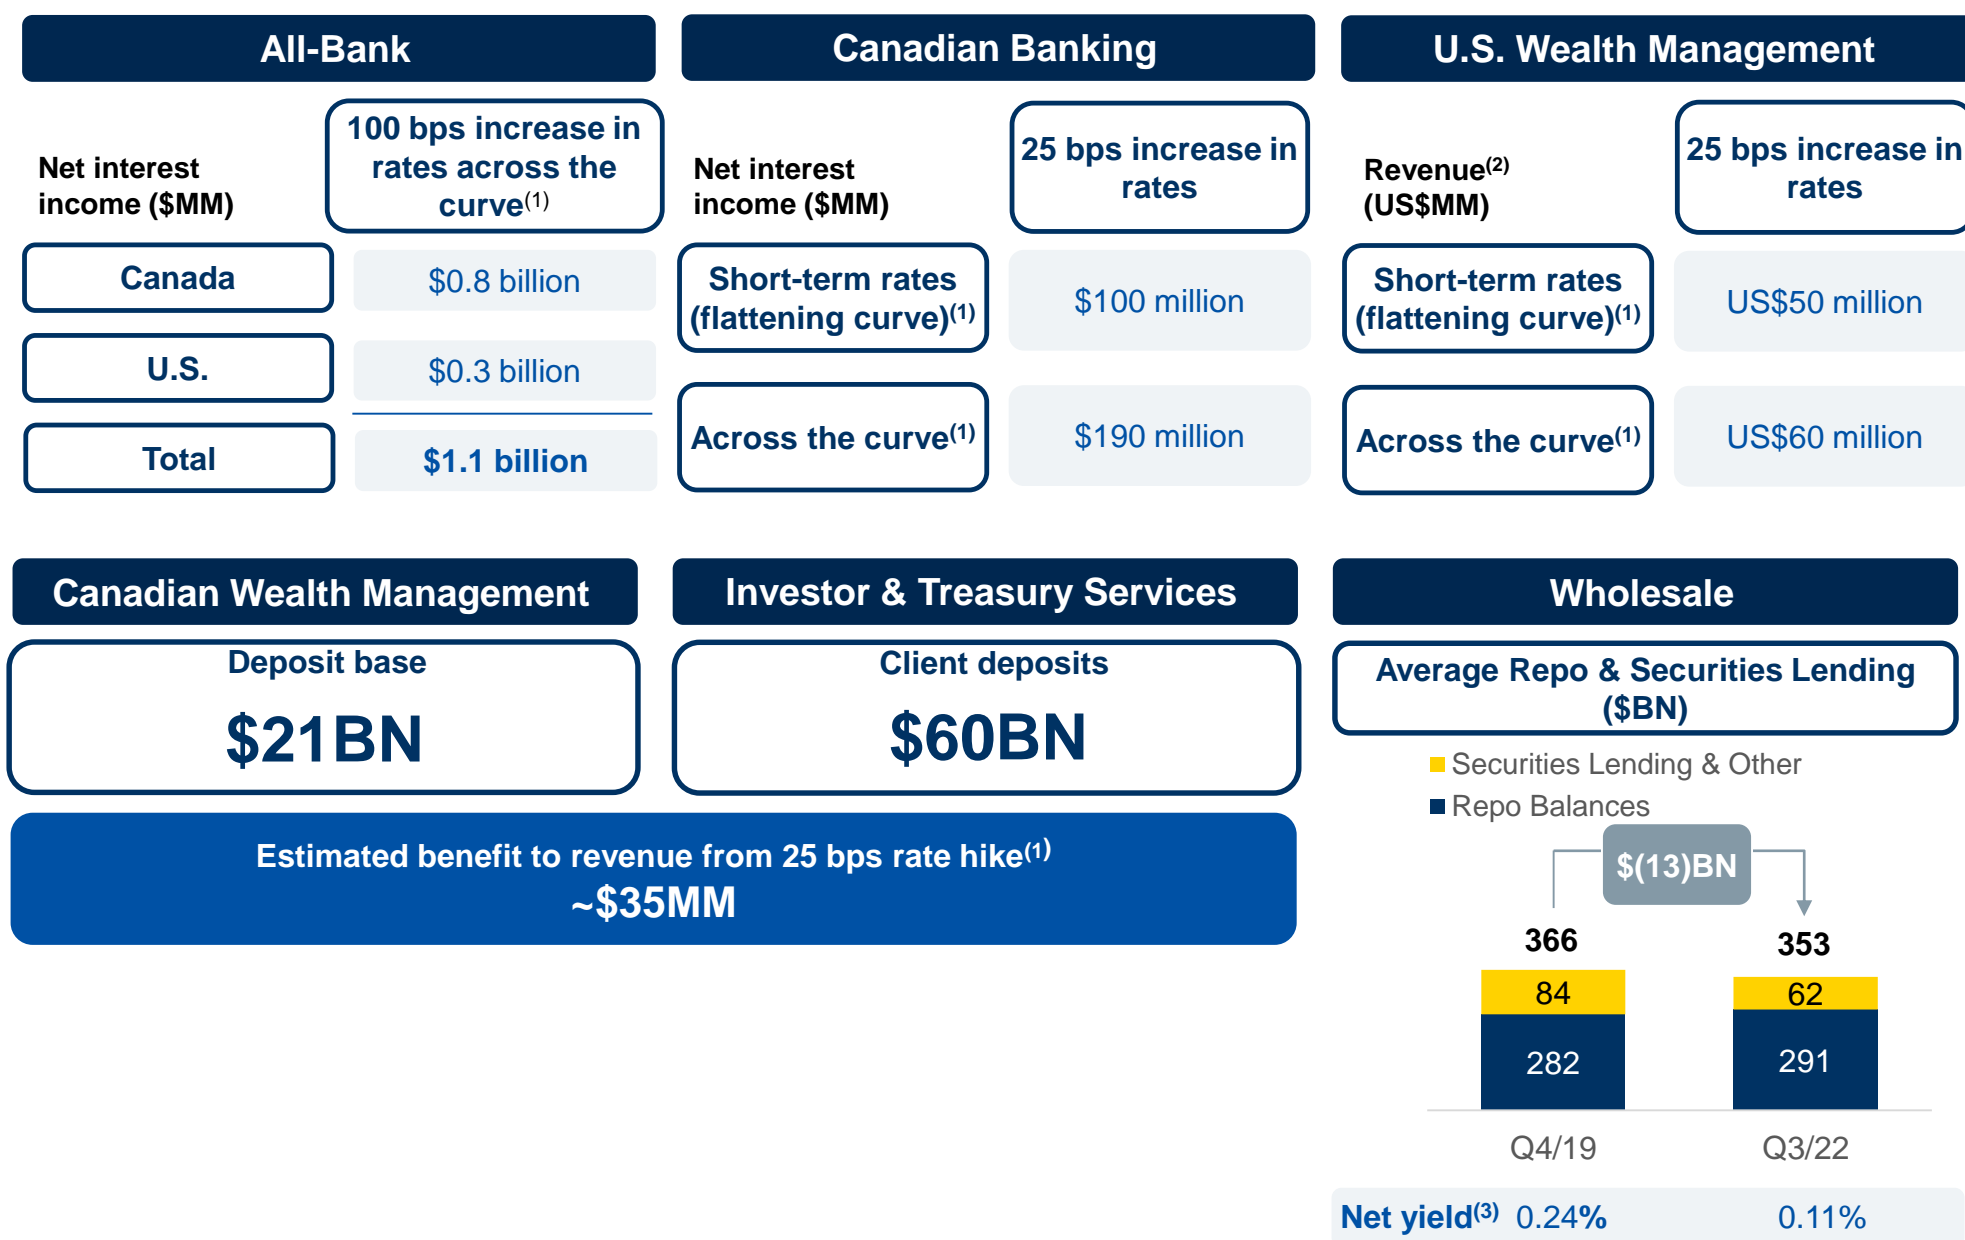 All-Bank
Net interest
income ($MM)
100 bps increase in
rates across the
curve(1)
Canada
$0.8 billion
U.S.
$0.3 billion
Total
$1.1 billion
Canadian Banking
Net interest
income ($MM)
25 bps increase in
rates
Short-term rates
(flattening curve)(1)
$100 million
Across the curve(1)
$190 million
U.S. Wealth Management
Revenue(2)
(US$MM)
25 bps increase in
rates
Short-term rates
(flattening curve)(1)
US$50 million
Across the curve(1)
US$60 million
Canadian Wealth Management
Deposit base
$21BN
Investor & Treasury Services
Client deposits
$60BN
Estimated benefit to revenue from 25 bps rate hike(1)
~$35MM
Wholesale
Average Repo & Securities Lending
($BN)
Securities Lending & Other
Repo Balances
$(13)BN
366
353
84
62
282
291
Q4/19
Q3/22
Net yield(3) 0.24% 0.11%